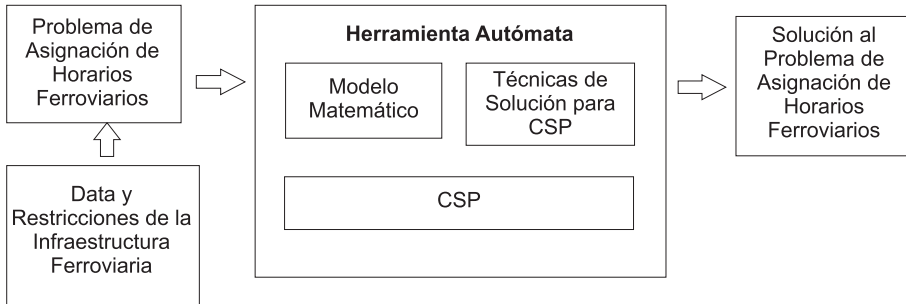 Problema de
Asignación de
Horarios
Ferroviarios
Data y
Restricciones de la
Infraestructura
Ferroviaria
Herramienta Autómata
Modelo
Matemático
Técnicas de
Solución para
CSP
CSP
Solución al
Problema de
Asignación de
Horarios
Ferroviarios